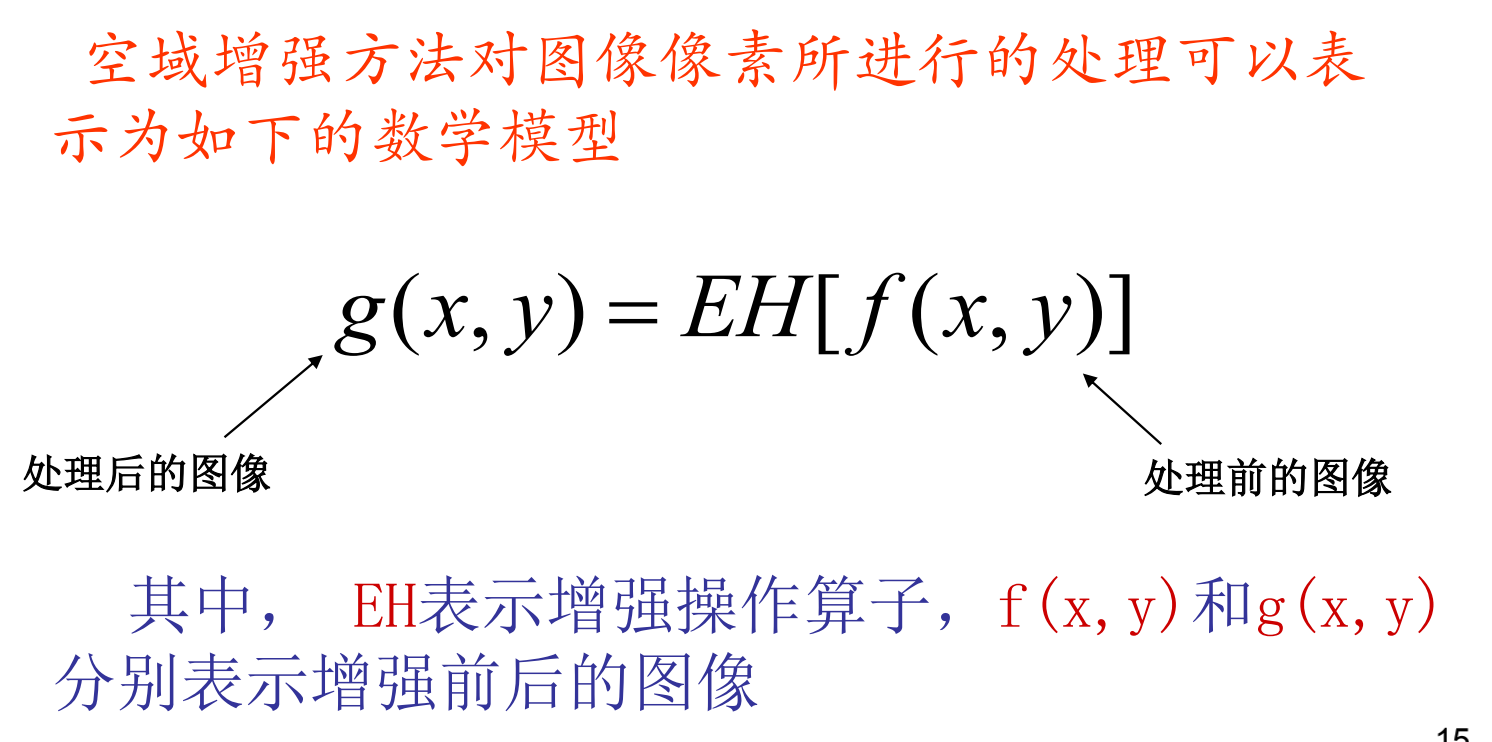 空域增强方法对图像像素所进行的处理可以表
示为如下的数学模型
g(x, y) = EH[f(x, y)]
处理后的图像
处理前的图像
其中， EH表示增强操作算子，f(x,y)和g(x,y)
分别表示增强前后的图像
15